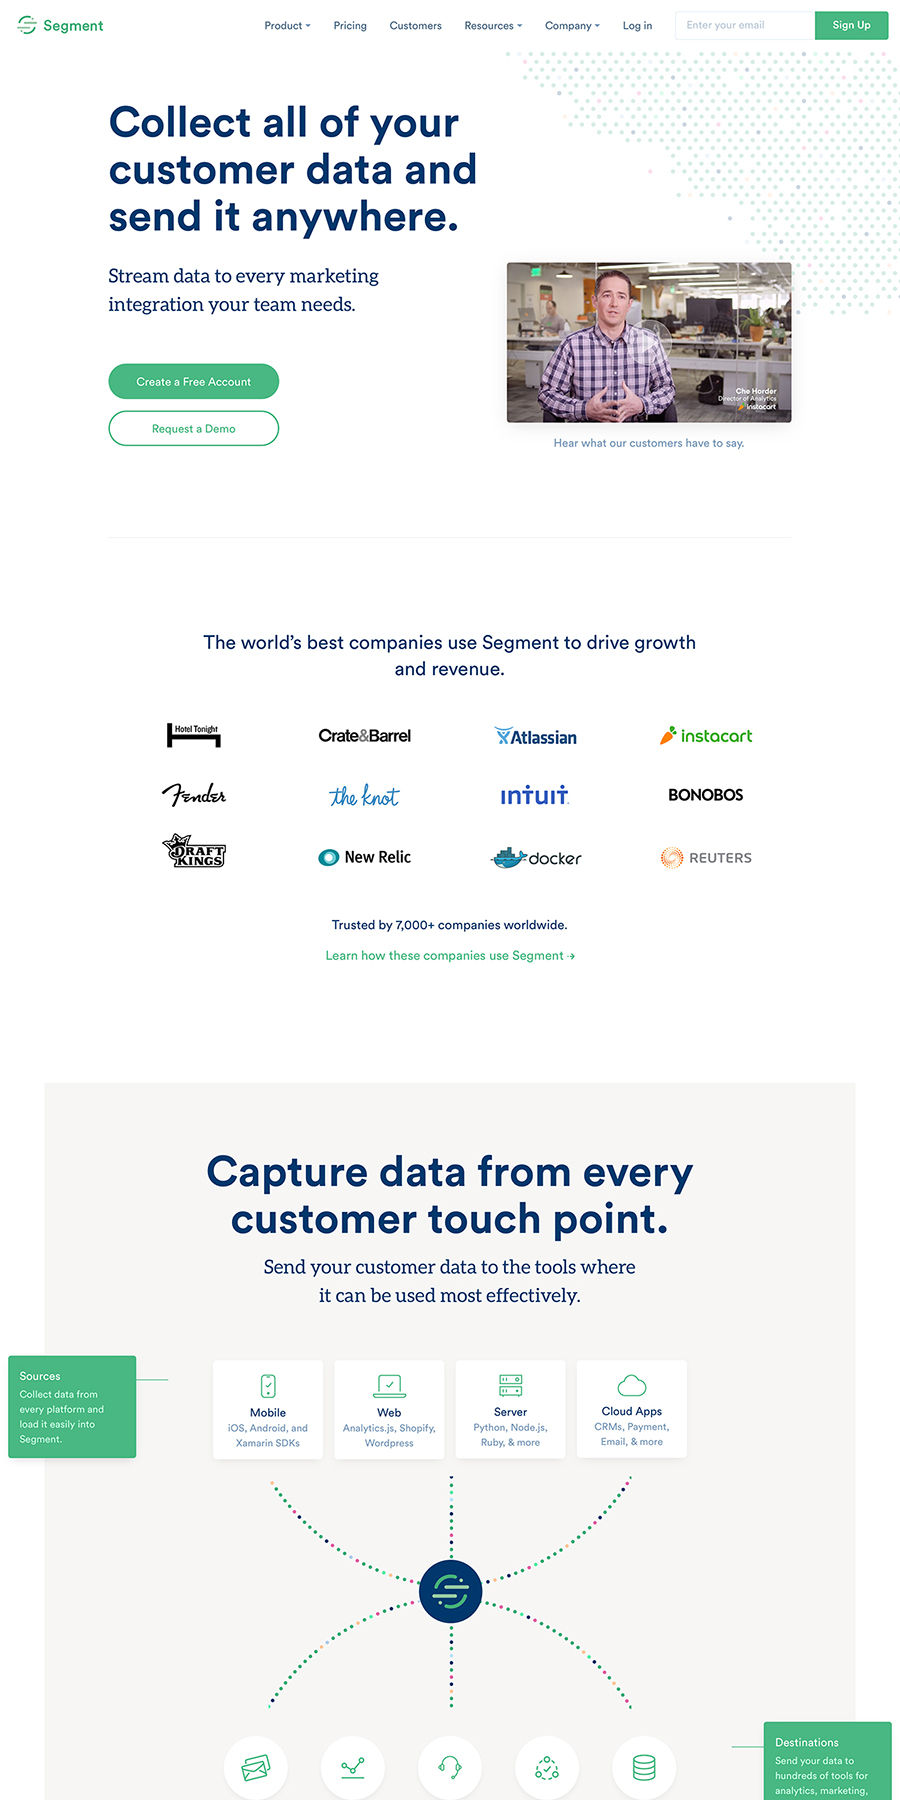 Segment
Product
Pricing
Customers
Resources
Company
Log in
Enter your email
Sign Up
Collect all of your
customer data and
send it anywhere.
Stream data to every marketing
integration your team needs.
Create a Free Account
Request a Demo
Che Horder
Director of Analytics
instacart
Hear what our customers have to say.
The world's best companies use Segment to drive growth
and revenue.
Hotel Tonight
Crate&Barrel
Atlassian
instacart
Fender
the knot
intuit
BONOBOS
DRAFT
KINGS
New Relic
docker
REUTERS
Trusted by 7,000+ companies worldwide.
Learn how these companies use Segment →
Capture data from every
customer touch point.
Send your customer data to the tools where
it can be used most effectively.
Sources
Collect data from
every platform and
load it easily into
Segment.
Mobile
iOS, Android, and
Xamarin SDKs
Web
Analytics.js, Shopify,
Wordpress
Server
Python, Node.js,
Ruby, & more
Cloud Apps
CRMs, Payment,
Email, & more
Destinations
Send your data to
hundreds of tools for
analytics, marketing,